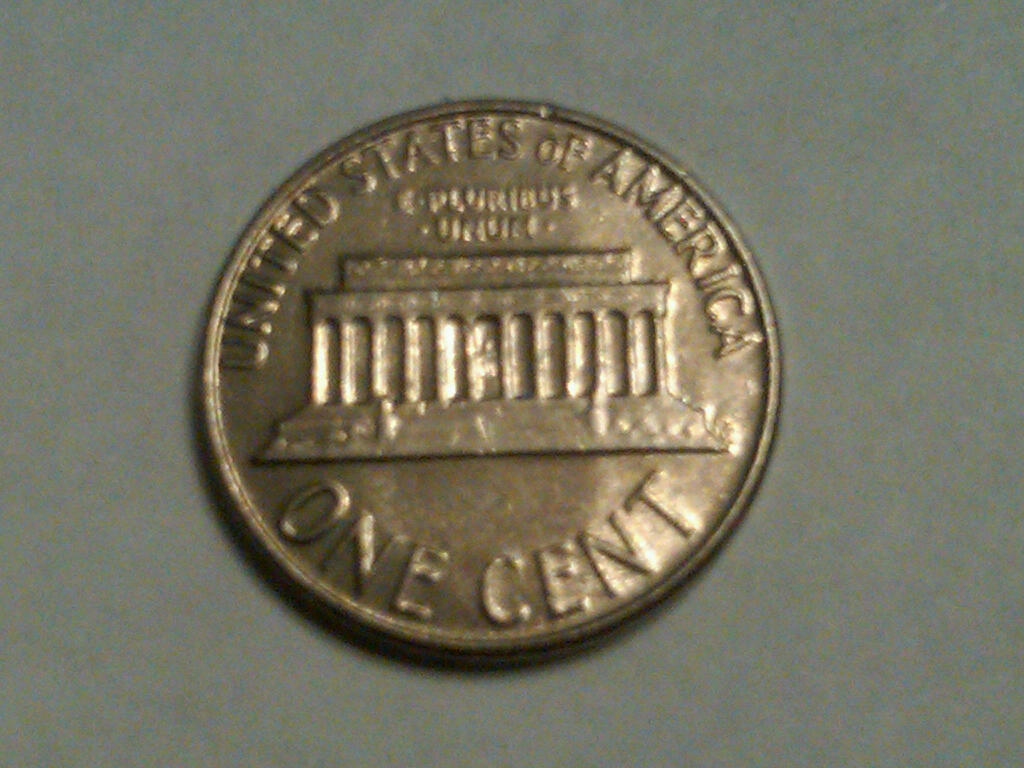 UNITED STATES OF AMERICA
E·PLURIBUS
·UNUM·
ONE CENT